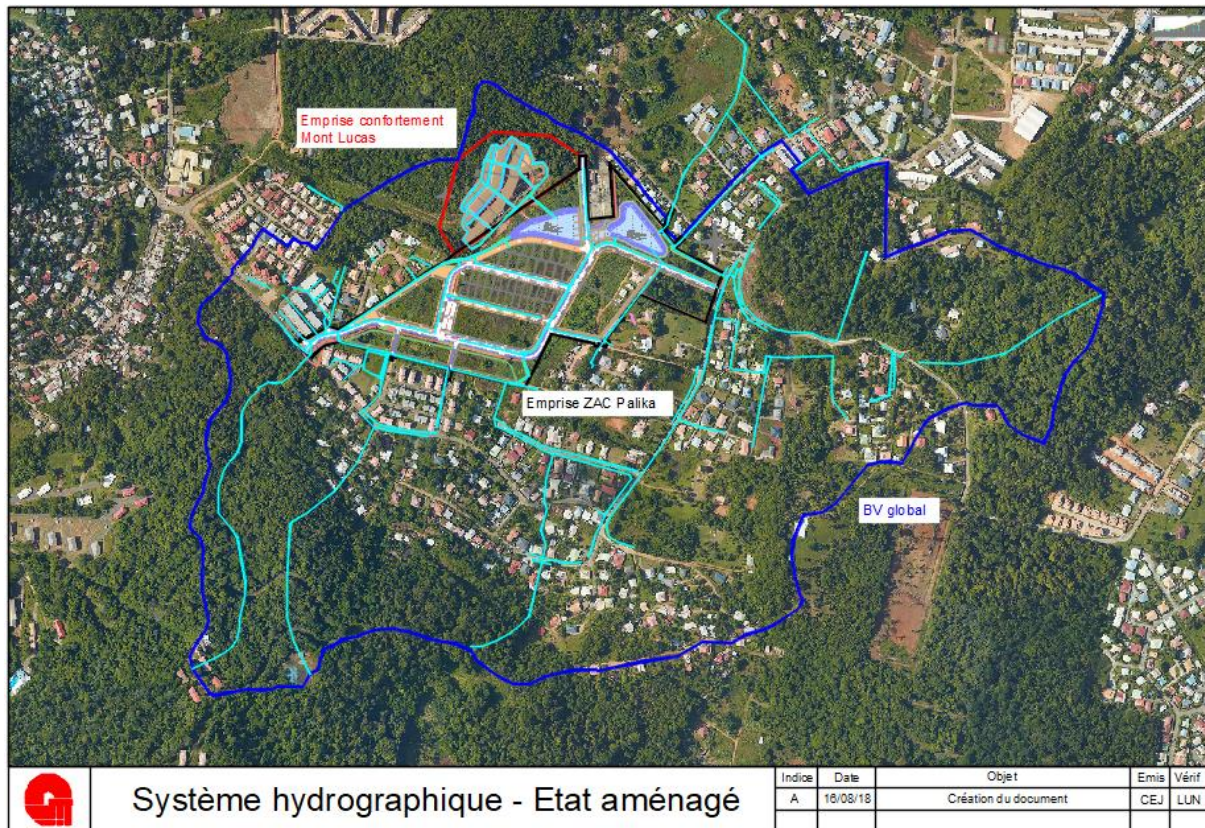 Emprise confortement
Mont Lucas
Emprise ZAC Palika
BV global
Système hydrographique - Etat aménagé
Indice Date Objet Emis Vérif
A 16/08/18 Création du document CEJ LUN